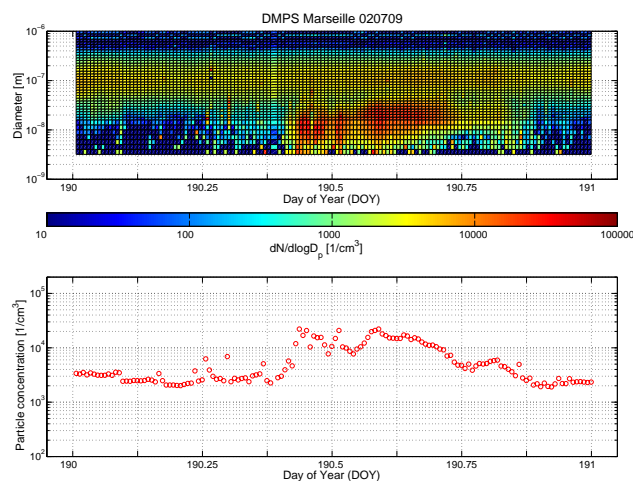 DMPS Marseille 020709
10^-6
10^-7
10^-8
10^-9
Diameter [m]
190 190.25 190.5 190.75 191
Day of Year (DOY)
10 100 1000 10000 100000
dN/dlogD_p [1/cm^3]
10^5
10^4
10^3
10^2
Particle concentration [1/cm^3]
190 190.25 190.5 190.75 191
Day of Year (DOY)